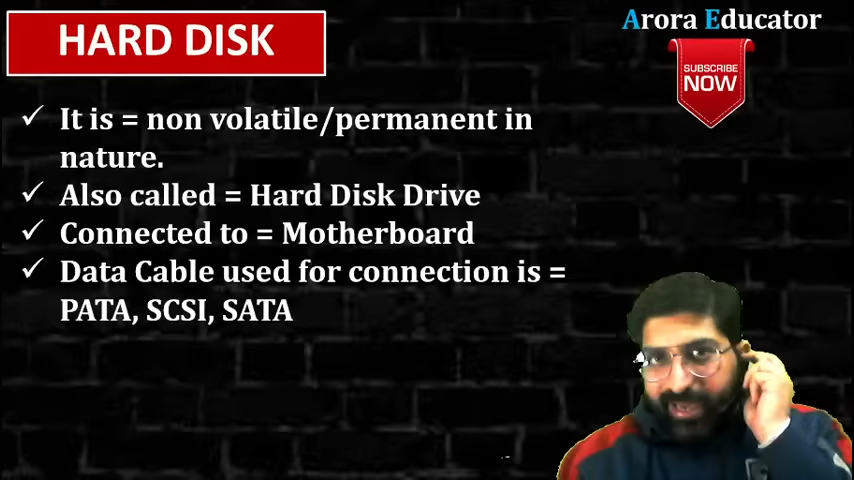 HARD DISK
Arora Educator
SUBSCRIBE
NOW
✓ It is = non volatile/permanent in
nature.
✓ Also called = Hard Disk Drive
✓ Connected to = Motherboard
✓ Data Cable used for connection is =
PATA, SCSI, SATA